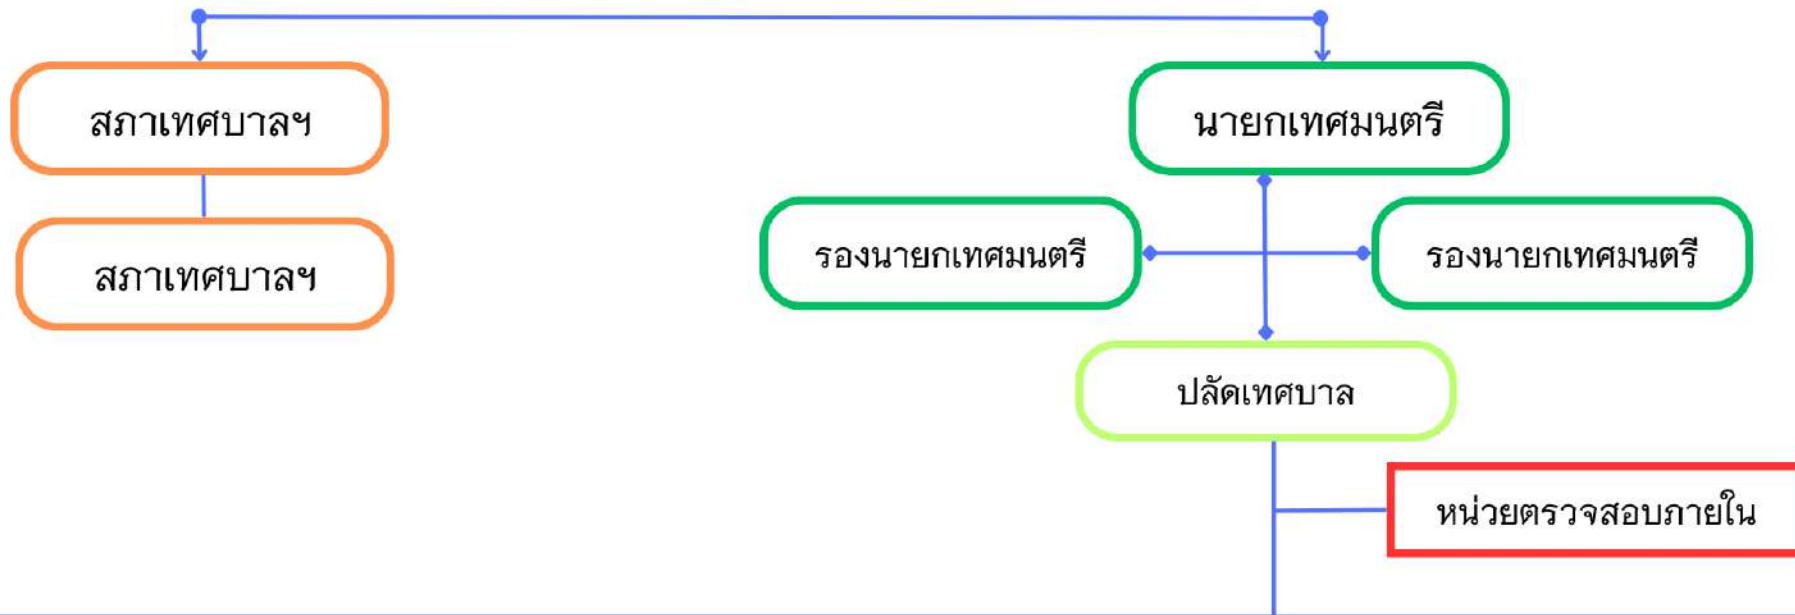 สภาเทศบาลฯ
นายกเทศมนตรี
สภาเทศบาลฯ
รองนายกเทศมนตรี
รองนายกเทศมนตรี
ปลัดเทศบาล
หน่วยตรวจสอบภายใน